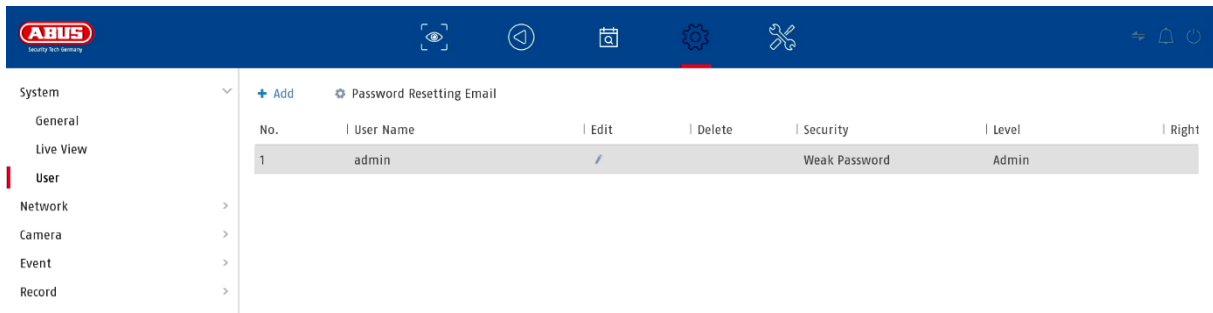 ABUS
Security Tech Germany
System
General
Live View
User
Network
Camera
Event
Record
+ Add Password Resetting Email
No. User Name Edit Delete Security Level Right
1 admin Weak Password Admin